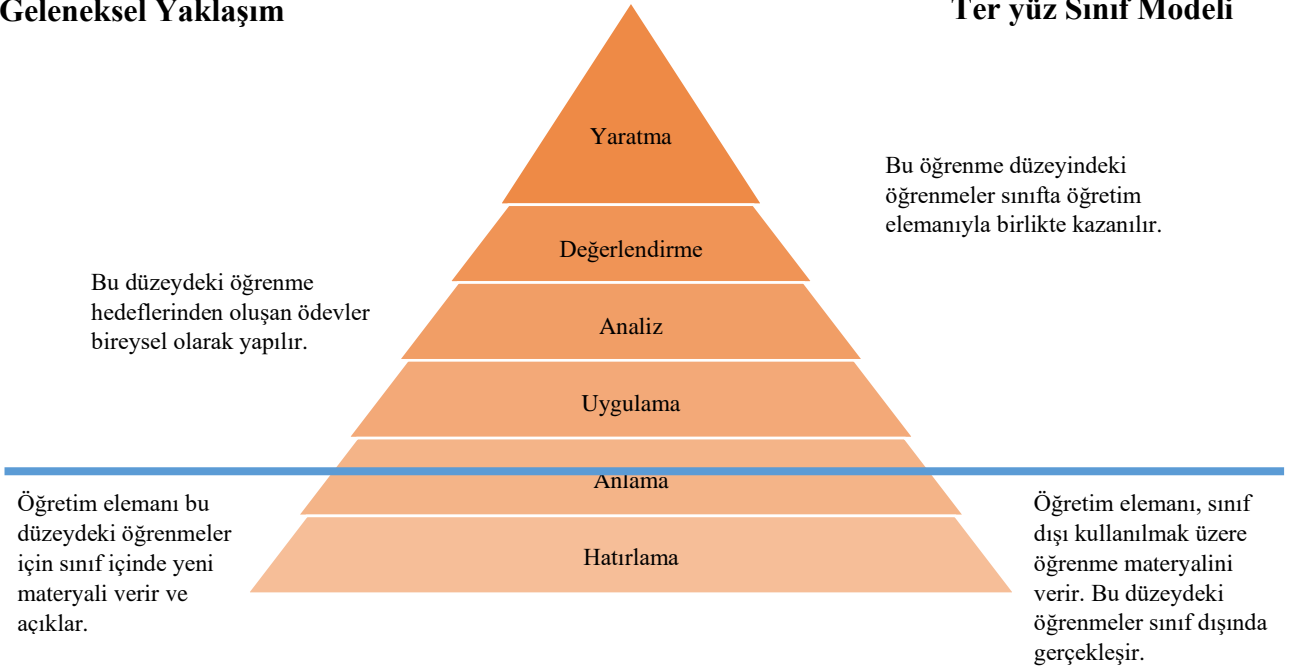 Geleneksel Yaklaşım
Ter yüz Sınıf Modeli
Yaratma
Bu öğrenme düzeyindeki
öğrenmeler sınıfta öğretim
elemanıyla birlikte kazanılır.
Değerlendirme
Bu düzeydeki öğrenme
hedeflerinden oluşan ödevler
bireysel olarak yapılır.
Analiz
Uygulama
Anlama
Öğretim elemanı bu
düzeydeki öğrenmeler
için sınıf içinde yeni
materyali verir ve
açıklar.
Hatırlama
Öğretim elemanı, sınıf
dışı kullanılmak üzere
öğrenme materyalini
verir. Bu düzeydeki
öğrenmeler sınıf dışında
gerçekleşir.